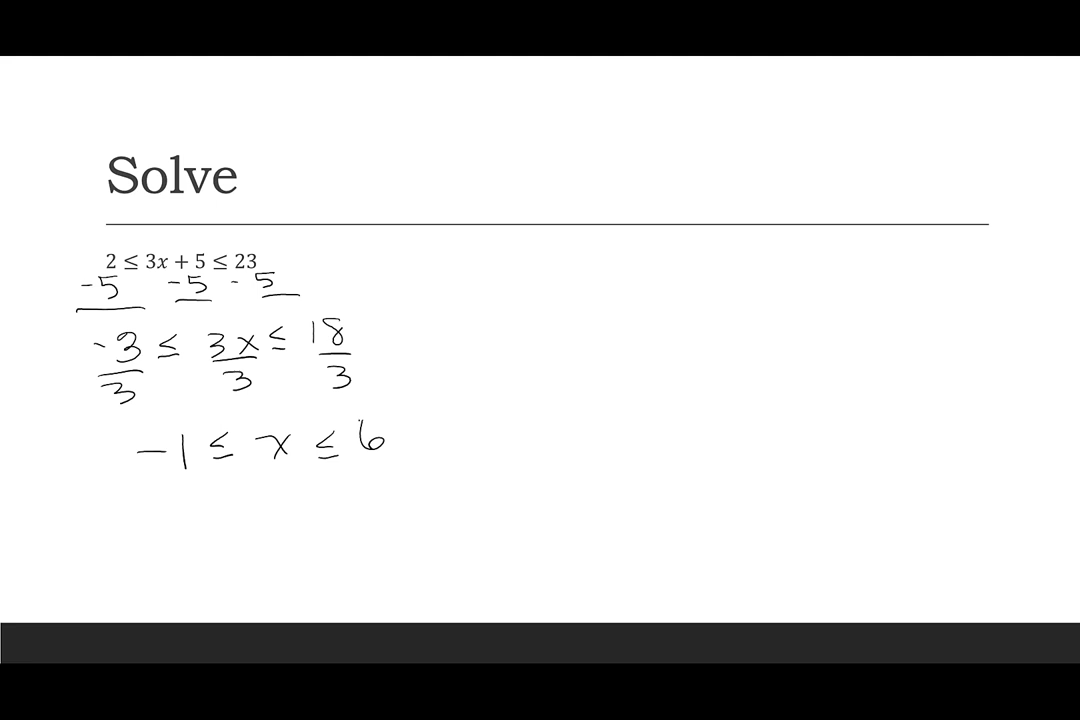 Solve
2 ≤ 3x + 5 ≤ 23
-5 -5 -5
-3 ≤ 3x ≤ 18
3 3 3
-1 ≤ x ≤ 6